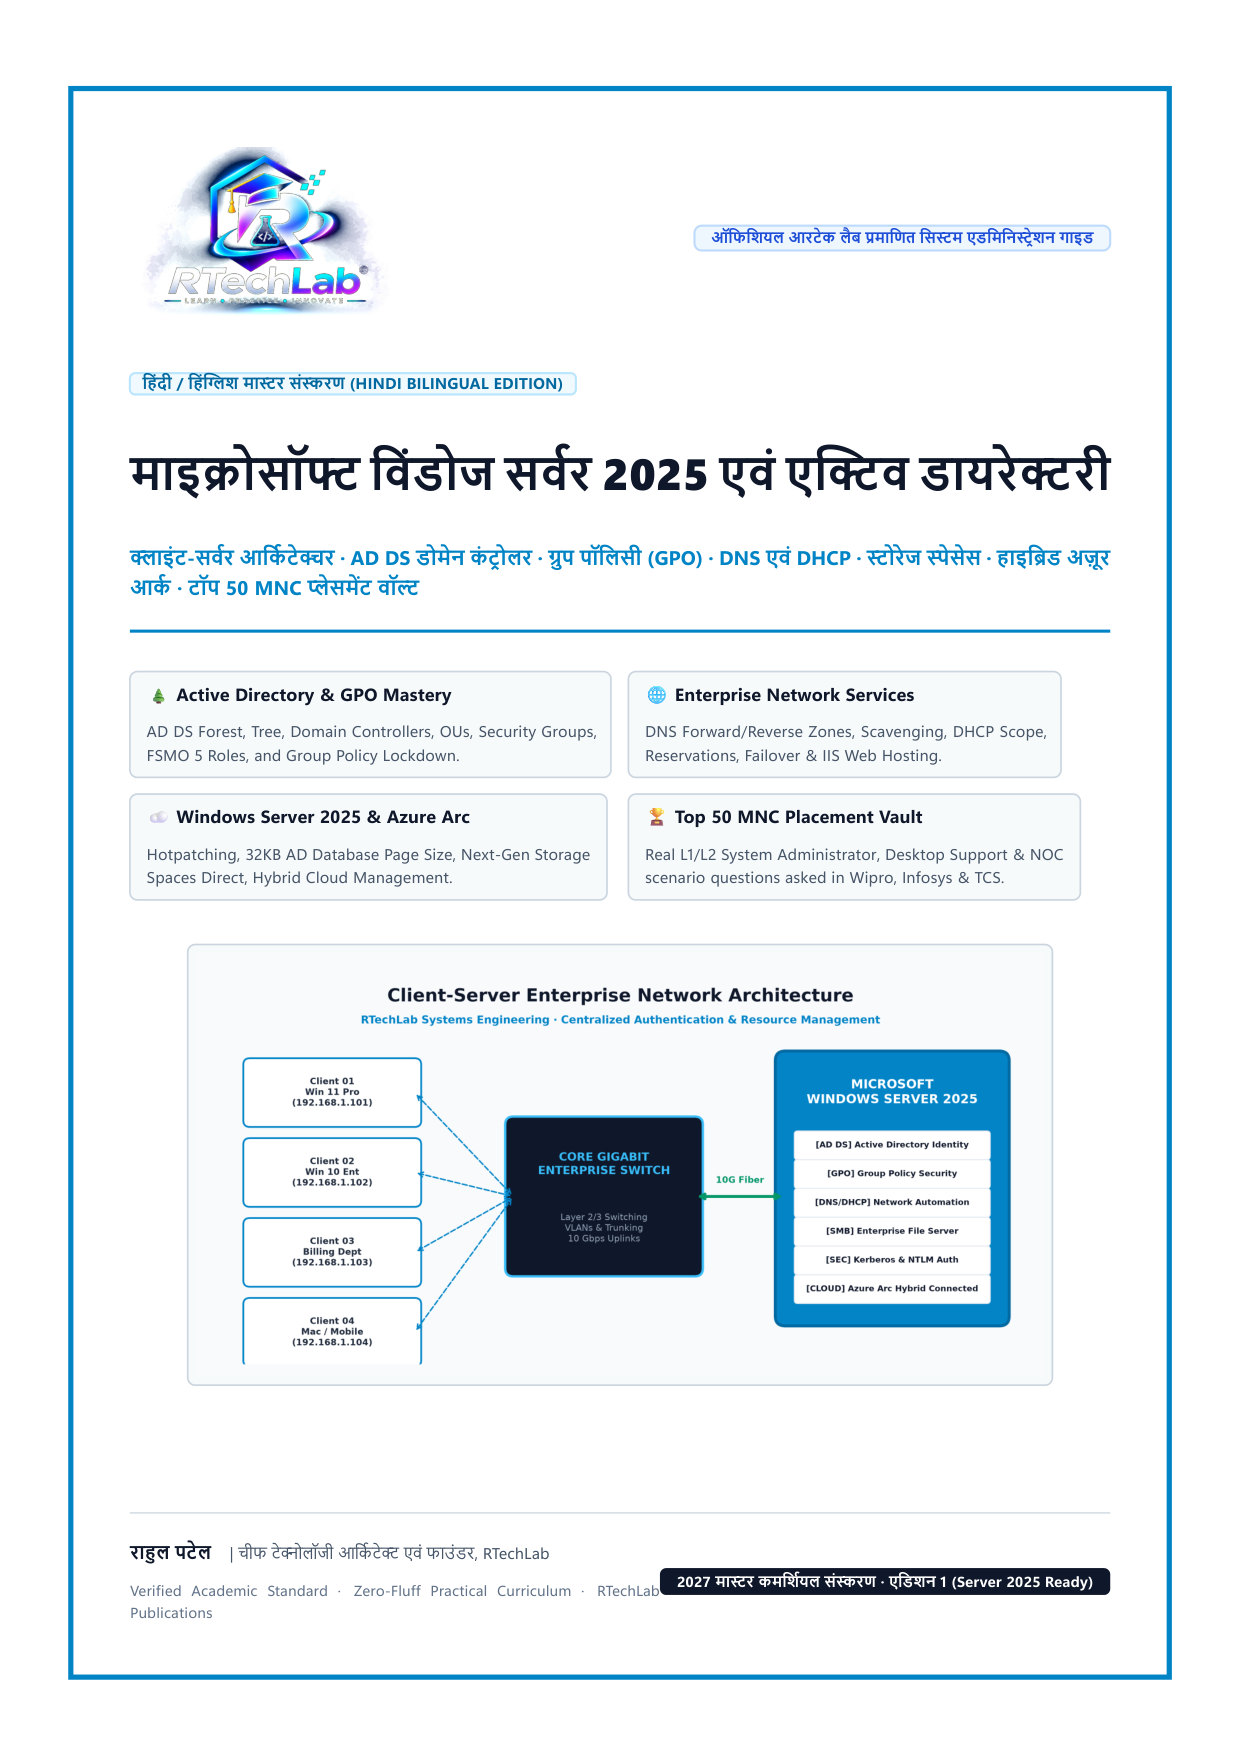 RTechLab
LEARN • PRACTICE • INNOVATE
ऑफिशियल आरटेक लैब प्रमाणित सिस्टम एडमिनिस्ट्रेशन गाइड
हिंदी / हिंग्लिश मास्टर संस्करण (HINDI BILINGUAL EDITION)
माइक्रोसॉफ्ट विंडोज सर्वर 2025 एवं एक्टिव डायरेक्टरी
क्लाइंट-सर्वर आर्किटेक्चर · AD DS डोमेन कंट्रोलर · ग्रुप पॉलिसी (GPO) · DNS एवं DHCP · स्टोरेज स्पेसेस · हाइब्रिड अज़ूर
आर्क · टॉप 50 MNC प्लेसमेंट वॉल्ट
Active Directory & GPO Mastery
AD DS Forest, Tree, Domain Controllers, OUs, Security Groups,
FSMO 5 Roles, and Group Policy Lockdown.
Enterprise Network Services
DNS Forward/Reverse Zones, Scavenging, DHCP Scope,
Reservations, Failover & IIS Web Hosting.
Windows Server 2025 & Azure Arc
Hotpatching, 32KB AD Database Page Size, Next-Gen Storage
Spaces Direct, Hybrid Cloud Management.
Top 50 MNC Placement Vault
Real L1/L2 System Administrator, Desktop Support & NOC
scenario questions asked in Wipro, Infosys & TCS.
Client-Server Enterprise Network Architecture
RTechLab Systems Engineering · Centralized Authentication & Resource Management
Client 01
Win 11 Pro
(192.168.1.101)
Client 02
Win 10 Ent
(192.168.1.102)
Client 03
Billing Dept
(192.168.1.103)
Client 04
Mac / Mobile
(192.168.1.104)
CORE GIGABIT
ENTERPRISE SWITCH
Layer 2/3 Switching
VLANs & Trunking
10 Gbps Uplinks
10G Fiber
MICROSOFT
WINDOWS SERVER 2025
[AD DS] Active Directory Identity
[GPO] Group Policy Security
[DNS/DHCP] Network Automation
[SMB] Enterprise File Server
[SEC] Kerberos & NTLM Auth
[CLOUD] Azure Arc Hybrid Connected
राहुल पटेल | चीफ टेक्नोलॉजी आर्किटेक्ट एवं फाउंडर, RTechLab
Verified Academic Standard · Zero-Fluff Practical Curriculum · RTechLab
Publications
2027 मास्टर कमर्शियल संस्करण · एडिशन 1 (Server 2025 Ready)